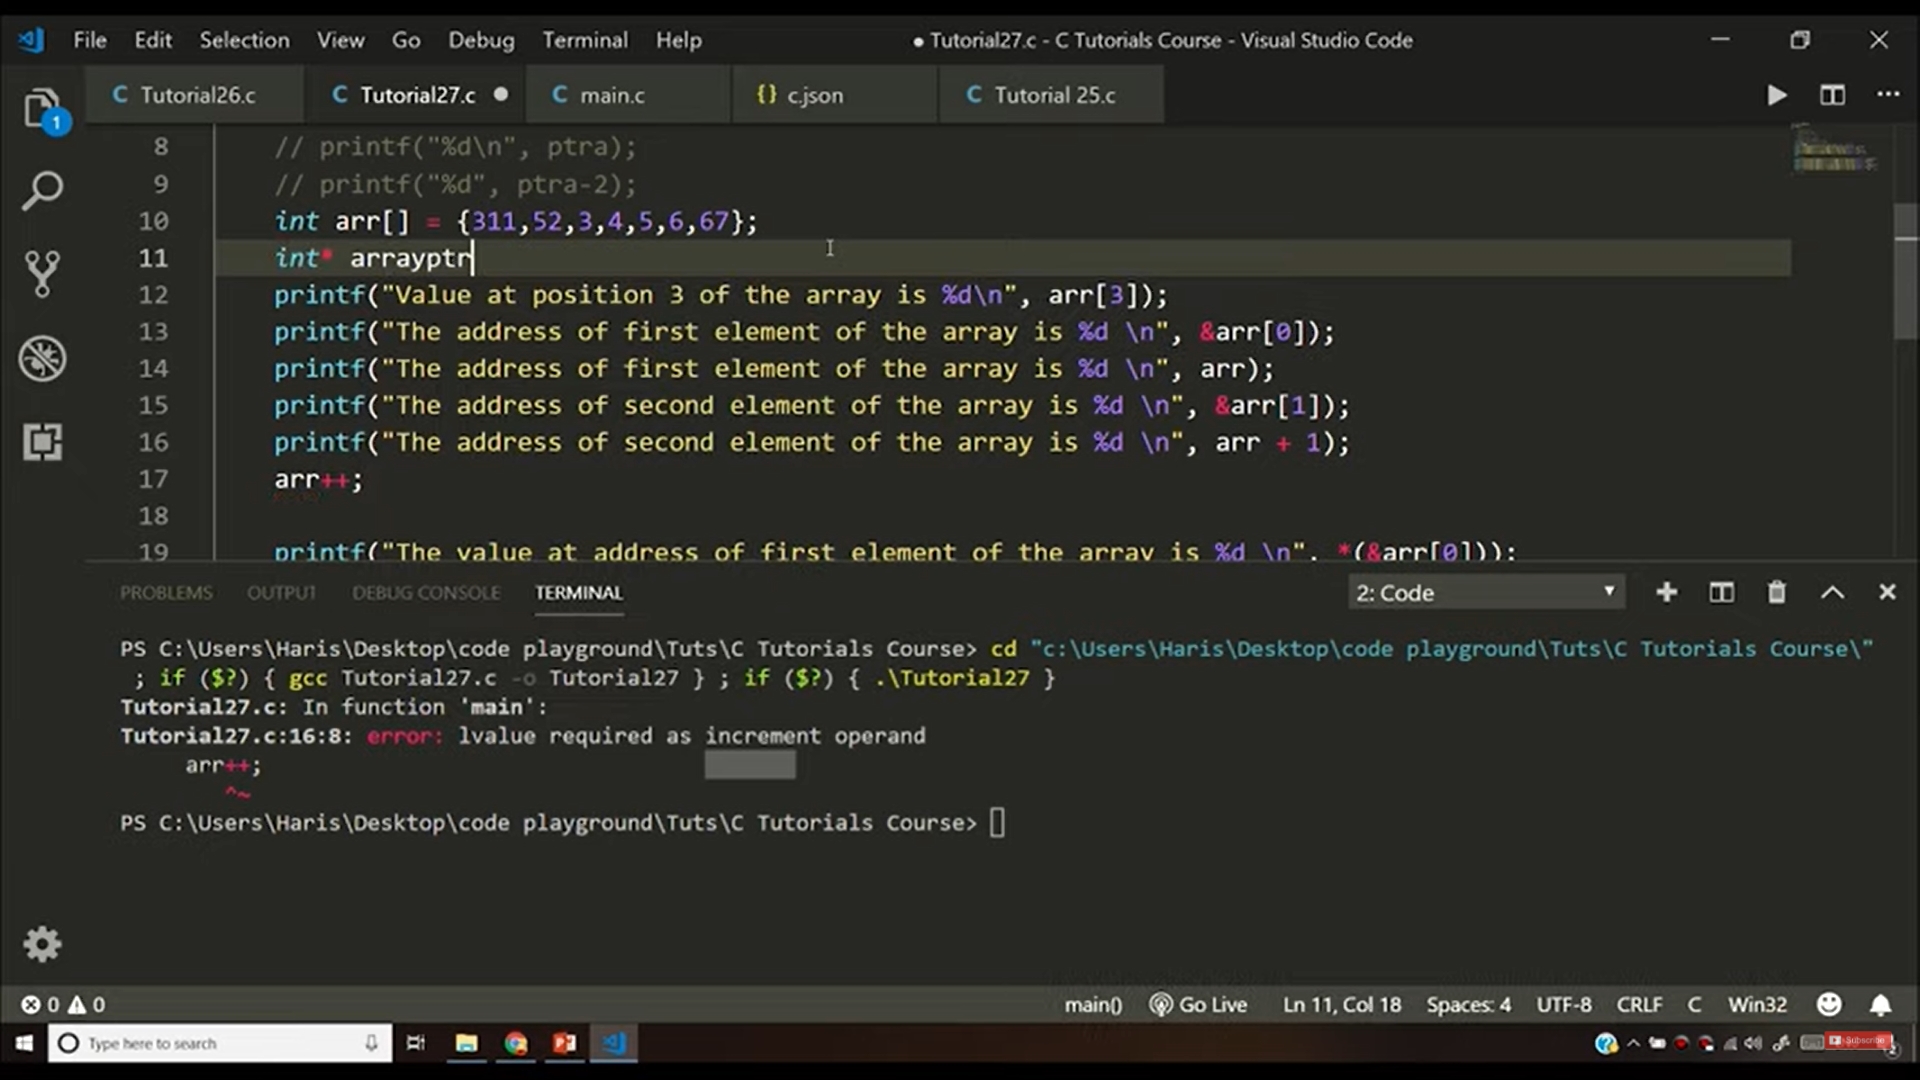 File Edit Selection View Go Debug Terminal Help ● Tutorial27.c - C Tutorials Course - Visual Studio Code
C Tutorial26.c C Tutorial27.c ● C main.c {} c.json C Tutorial 25.c
1
8 // printf("%d\n", ptra);
9 // printf("%d", ptra-2);
10 int arr[] = {311,52,3,4,5,6,67};
11 int* arrayptr
12 printf("Value at position 3 of the array is %d\n", arr[3]);
13 printf("The address of first element of the array is %d \n", &arr[0]);
14 printf("The address of first element of the array is %d \n", arr);
15 printf("The address of second element of the array is %d \n", &arr[1]);
16 printf("The address of second element of the array is %d \n", arr + 1);
17 arr++;
18
19 printf("The value at address of first element of the array is %d \n", *(&arr[0]));
PROBLEMS OUTPUT DEBUG CONSOLE TERMINAL 2: Code
PS C:\Users\Haris\Desktop\code playground\Tuts\C Tutorials Course> cd "c:\Users\Haris\Desktop\code playground\Tuts\C Tutorials Course\"
; if ($?) { gcc Tutorial27.c -o Tutorial27 } ; if ($?) { .\Tutorial27 }
Tutorial27.c: In function 'main':
Tutorial27.c:16:8: error: lvalue required as increment operand
arr++;
^~
PS C:\Users\Haris\Desktop\code playground\Tuts\C Tutorials Course>
0 0 main() Go Live Ln 11, Col 18 Spaces: 4 UTF-8 CRLF C Win32
Type here to search
Subscribe